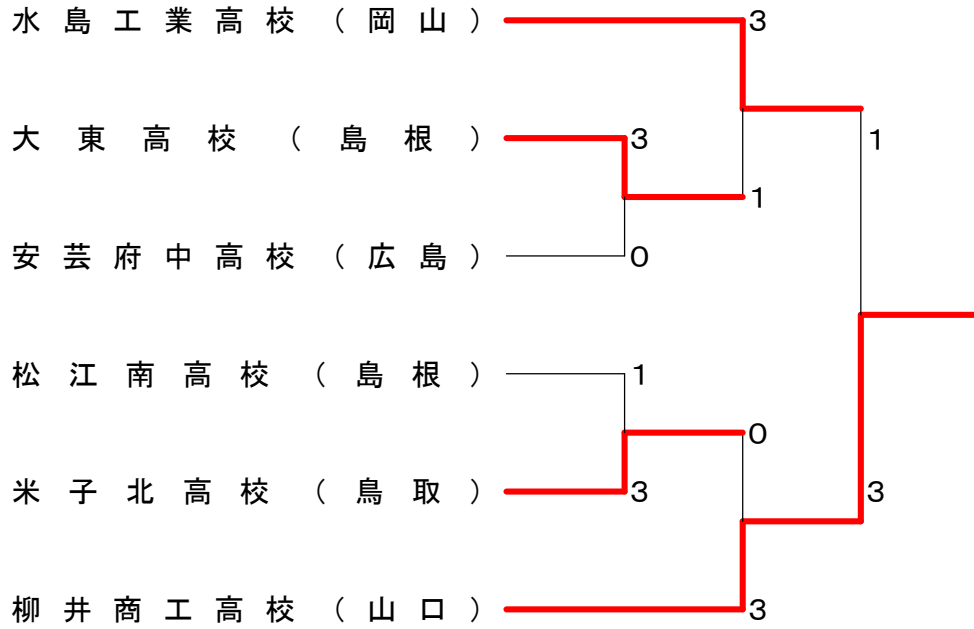 水島工業高校（岡山） 3
1
大東高校（島根） 3
1
安芸府中高校（広島） 0
松江南高校（島根） 1
0
米子北高校（鳥取） 3
3
柳井商工高校（山口） 3